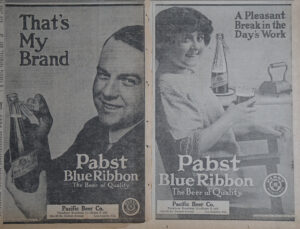 That's
My
Brand
Pabst
Blue Ribbon
The Beer of Quality
Pacific Beer Co.
A Pleasant
Break in the
Day's Work
Pabst
Blue Ribbon
The Beer of Quality
Pacific Beer Co.